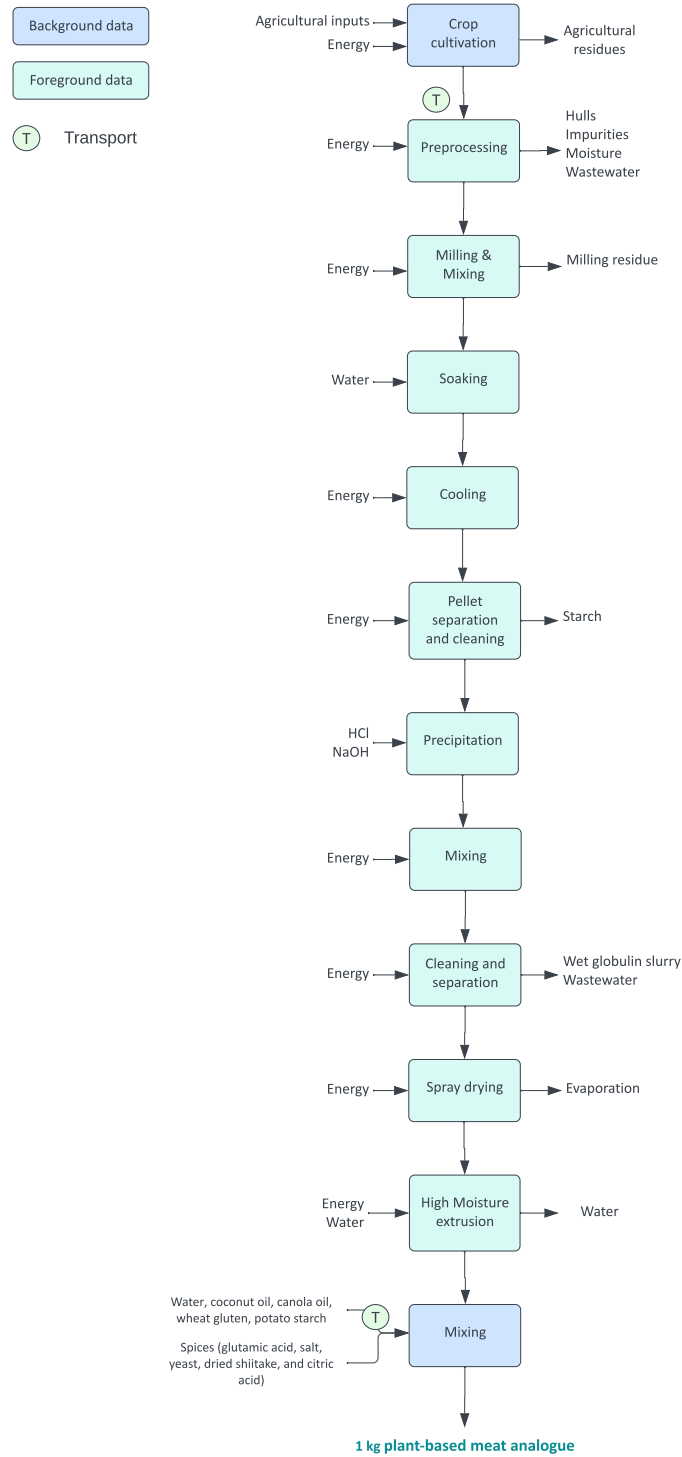 Background data
Foreground data
T
Transport
Agricultural inputs
Energy
Crop
cultivation
Agricultural
residues
T
Energy
Preprocessing
Hulls
Impurities
Moisture
Wastewater
Energy
Milling &
Mixing
Milling residue
Water
Soaking
Energy
Cooling
Energy
Pellet
separation
and cleaning
Starch
HCl
NaOH
Precipitation
Energy
Mixing
Energy
Cleaning and
separation
Wet globulin slurry
Wastewater
Energy
Spray drying
Evaporation
Energy
Water
High Moisture
extrusion
Water
Water, coconut oil, canola oil,
wheat gluten, potato starch
T
Spices (glutamic acid, salt,
yeast, dried shiitake, and citric
acid)
Mixing
1 kg plant-based meat analogue